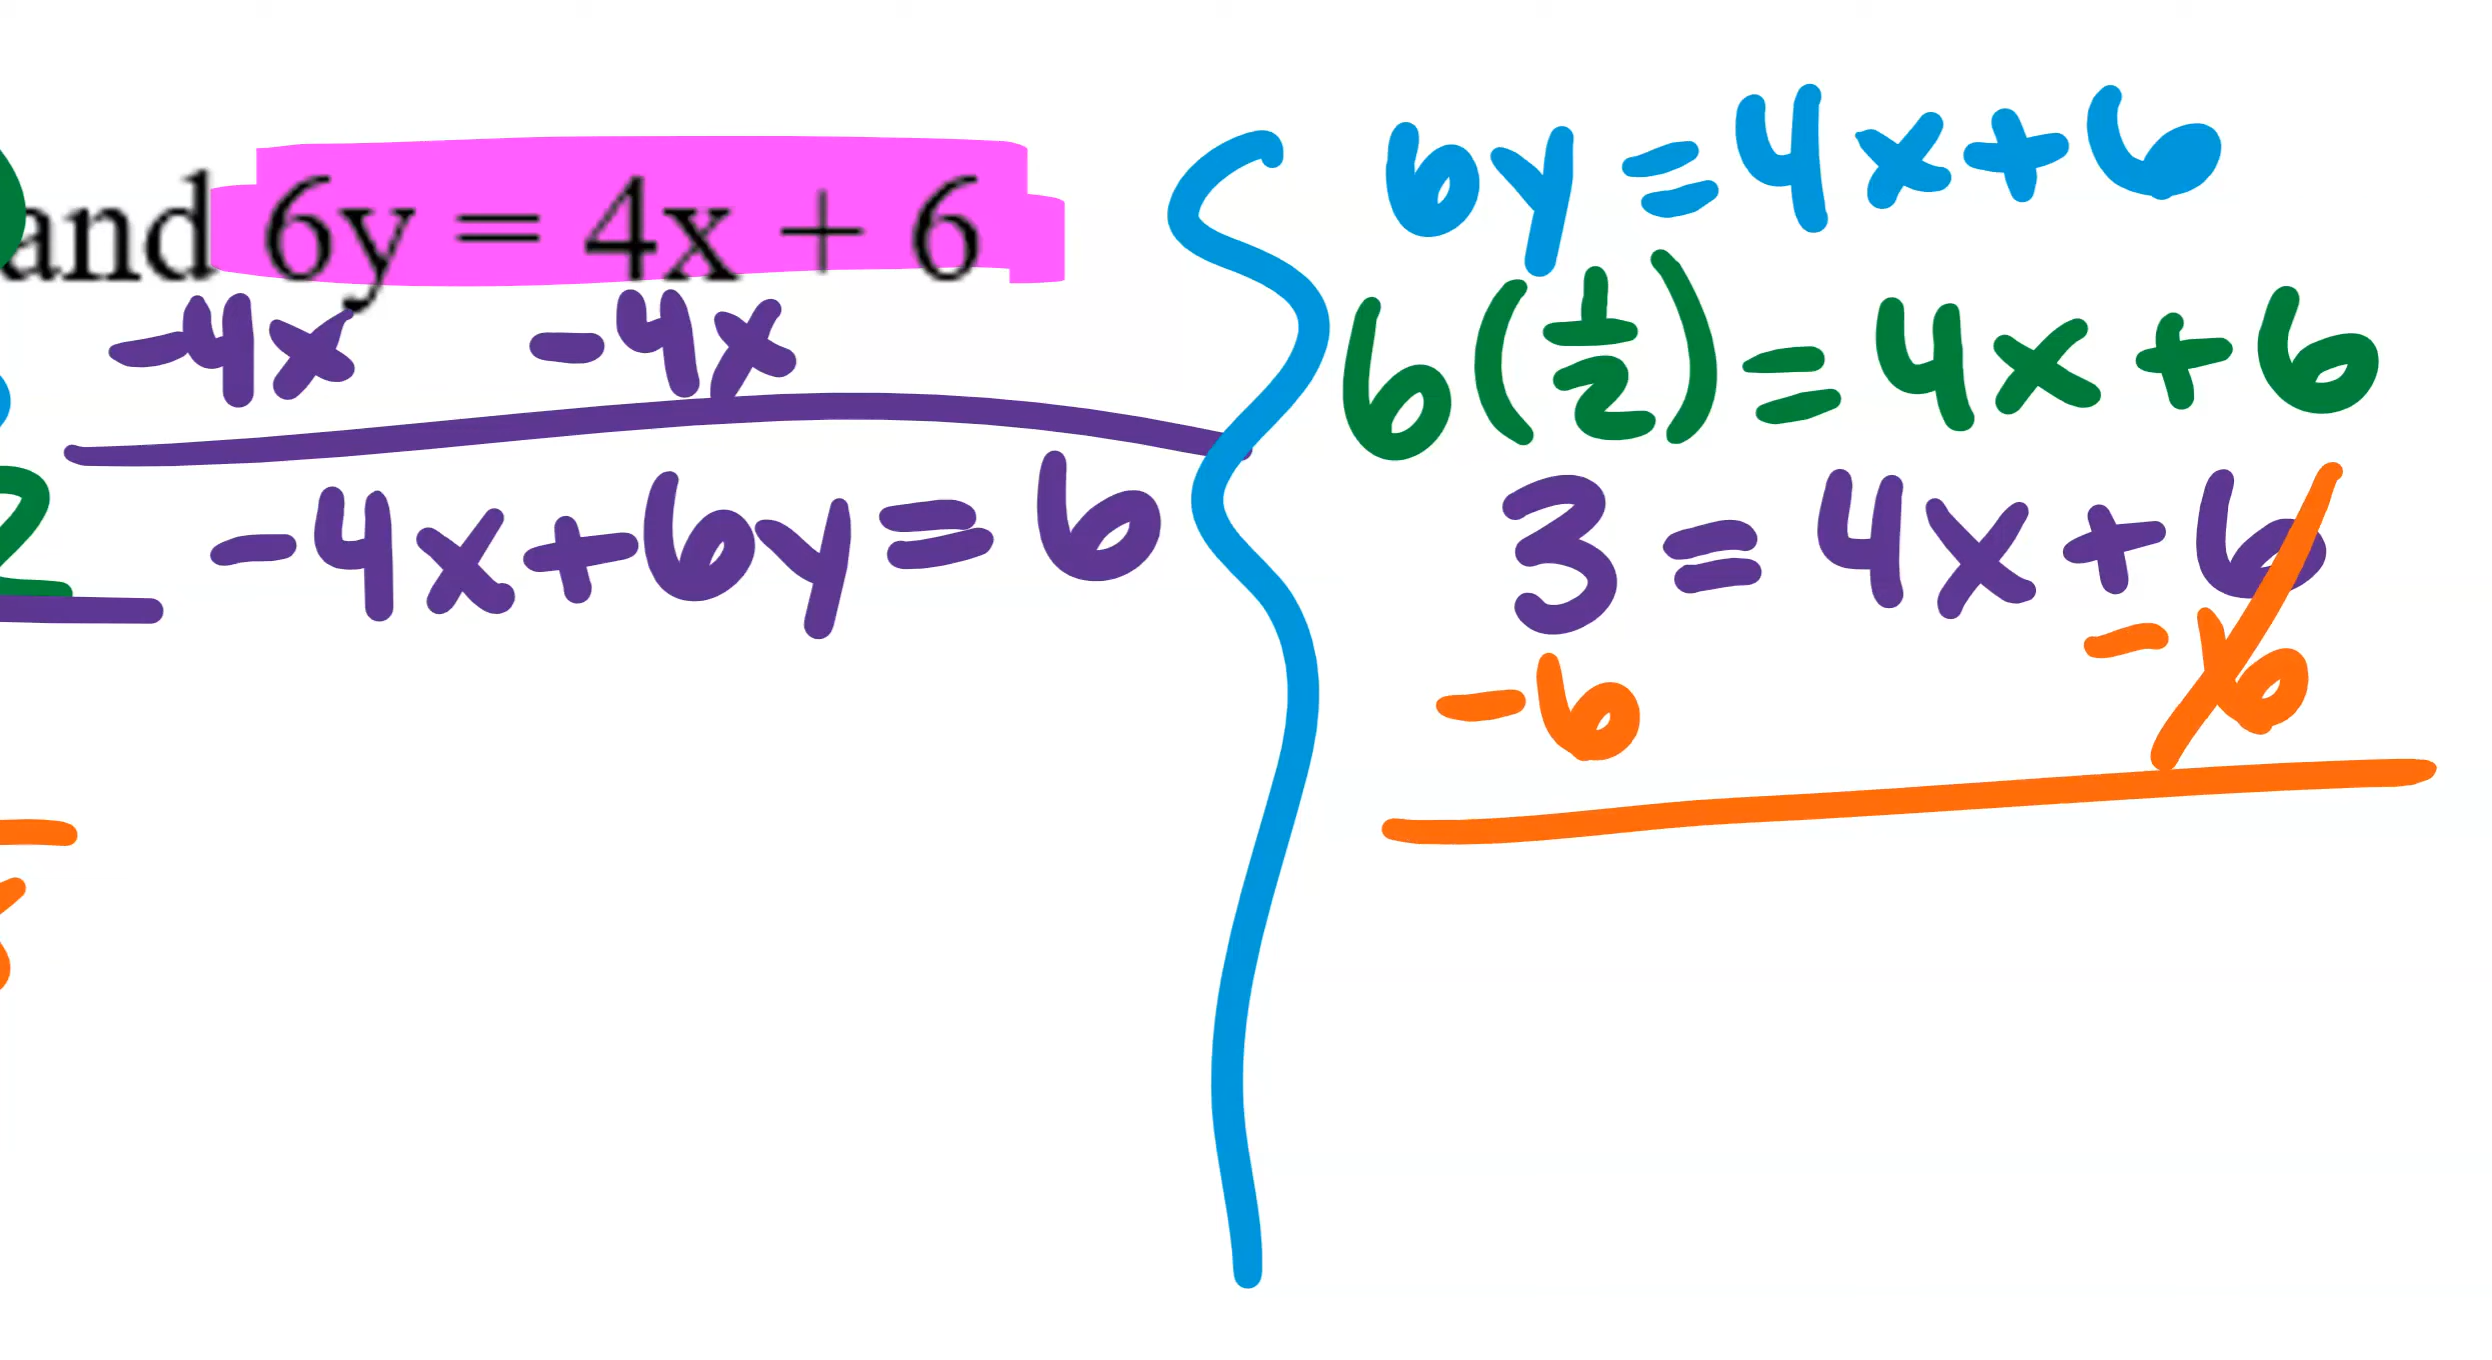 and 6y = 4x + 6
-4x -4x
2
-4x+6y=6
6y=4x+6
6(1/2)=4x+6
3=4x+6
-6 -6